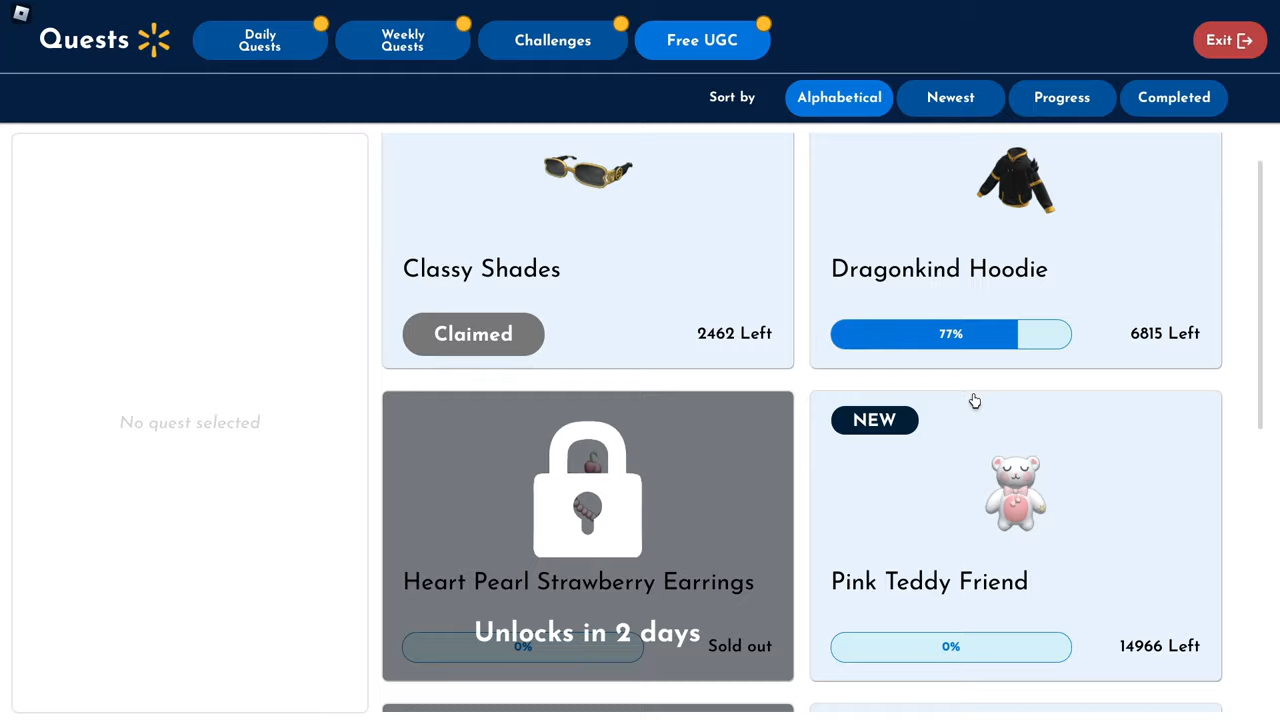 Quests
Daily
Quests
Weekly
Quests
Challenges
Free UGC
Exit
Sort by
Alphabetical
Newest
Progress
Completed
No quest selected
Classy Shades
Claimed
2462 Left
Dragonkind Hoodie
77%
6815 Left
Heart Pearl Strawberry Earrings
Unlocks in 2 days
0%
Sold out
NEW
Pink Teddy Friend
0%
14966 Left